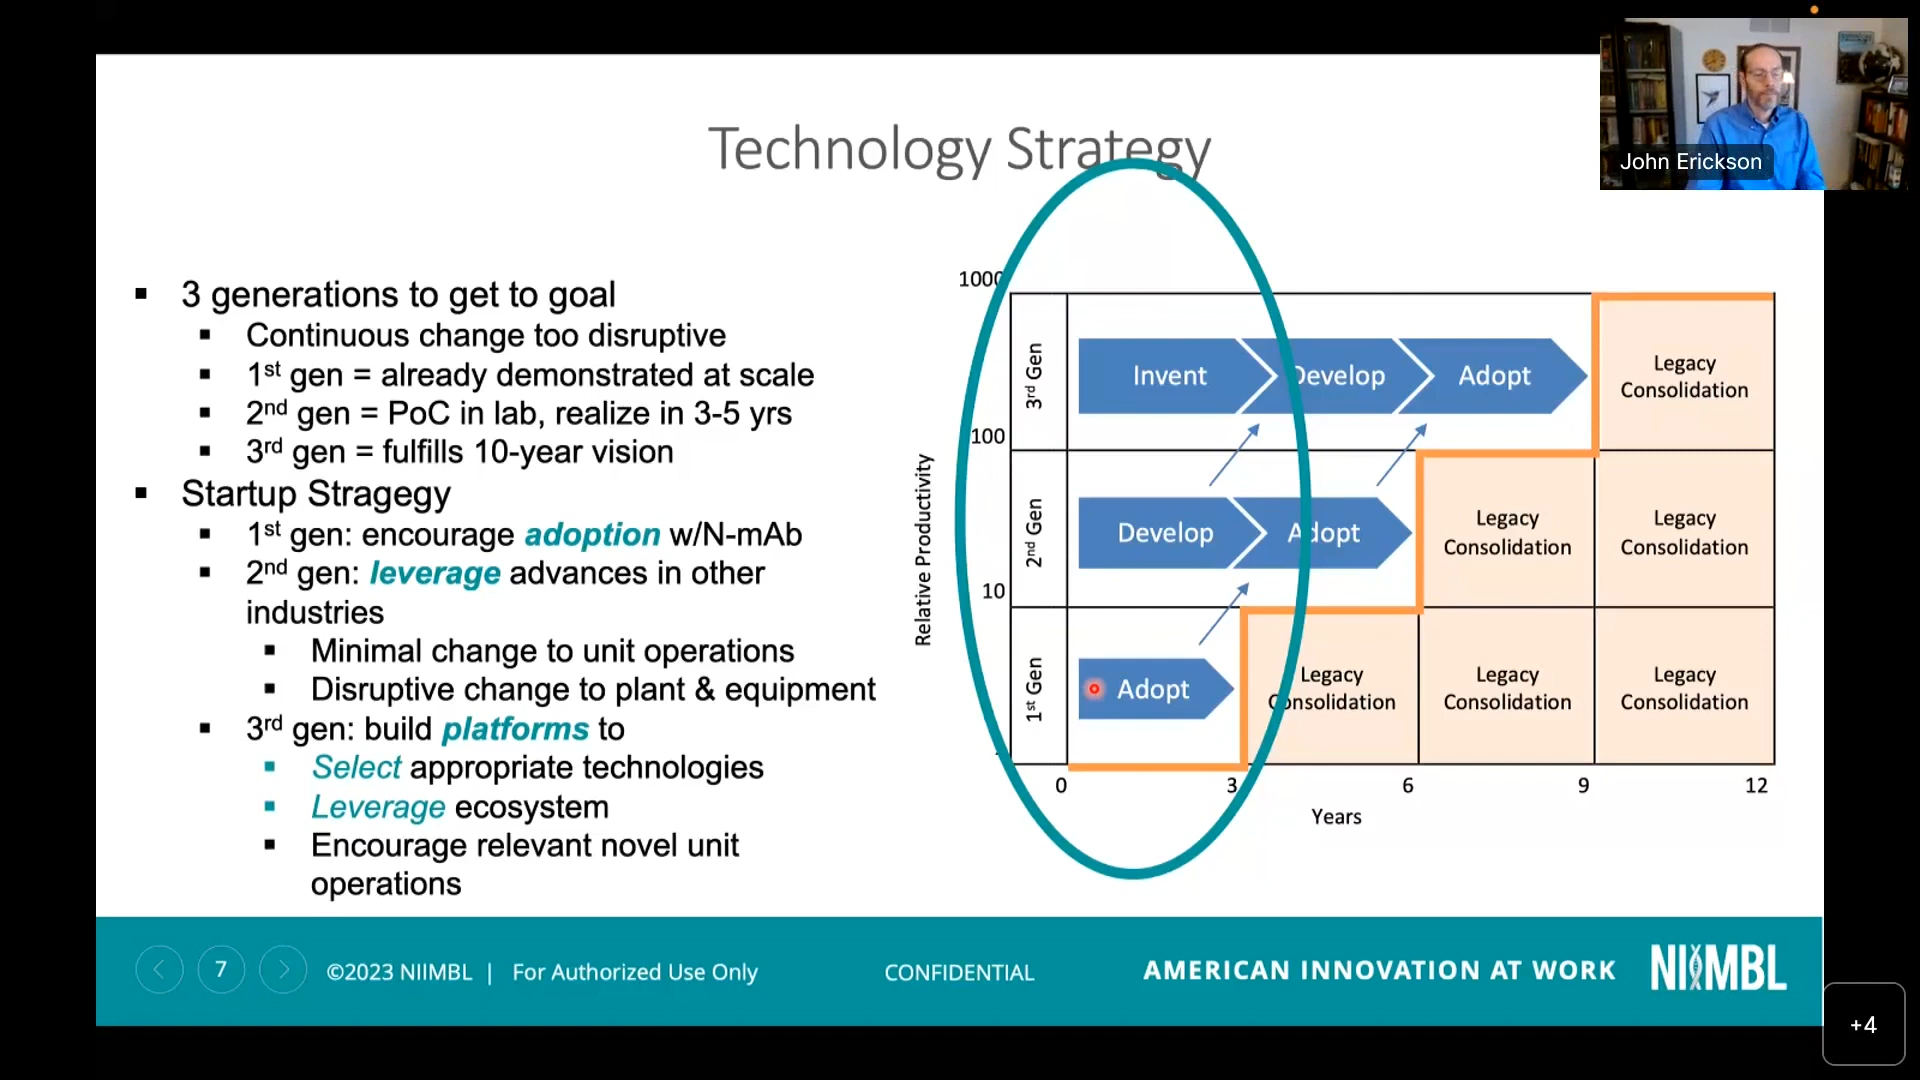 John Erickson
Technology Strategy
▪ 3 generations to get to goal
▪ Continuous change too disruptive
▪ 1st gen = already demonstrated at scale
▪ 2nd gen = PoC in lab, realize in 3-5 yrs
▪ 3rd gen = fulfills 10-year vision
▪ Startup Stragegy
▪ 1st gen: encourage adoption w/N-mAb
▪ 2nd gen: leverage advances in other
industries
▪ Minimal change to unit operations
▪ Disruptive change to plant & equipment
▪ 3rd gen: build platforms to
▪ Select appropriate technologies
▪ Leverage ecosystem
▪ Encourage relevant novel unit
operations
Relative Productivity
1000
100
10
3rd Gen
Invent
Develop
Adopt
Legacy
Consolidation
2nd Gen
Develop
Adopt
Legacy
Consolidation
Legacy
Consolidation
1st Gen
Adopt
Legacy
Consolidation
Legacy
Consolidation
Legacy
Consolidation
0 3 6 9 12
Years
7
©2023 NIIMBL | For Authorized Use Only
CONFIDENTIAL
AMERICAN INNOVATION AT WORK
NIIMBL
+4